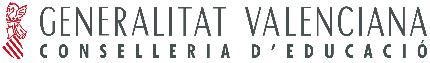 GENERALITAT VALENCIANA
CONSELLERIA D'EDUCACIÓ